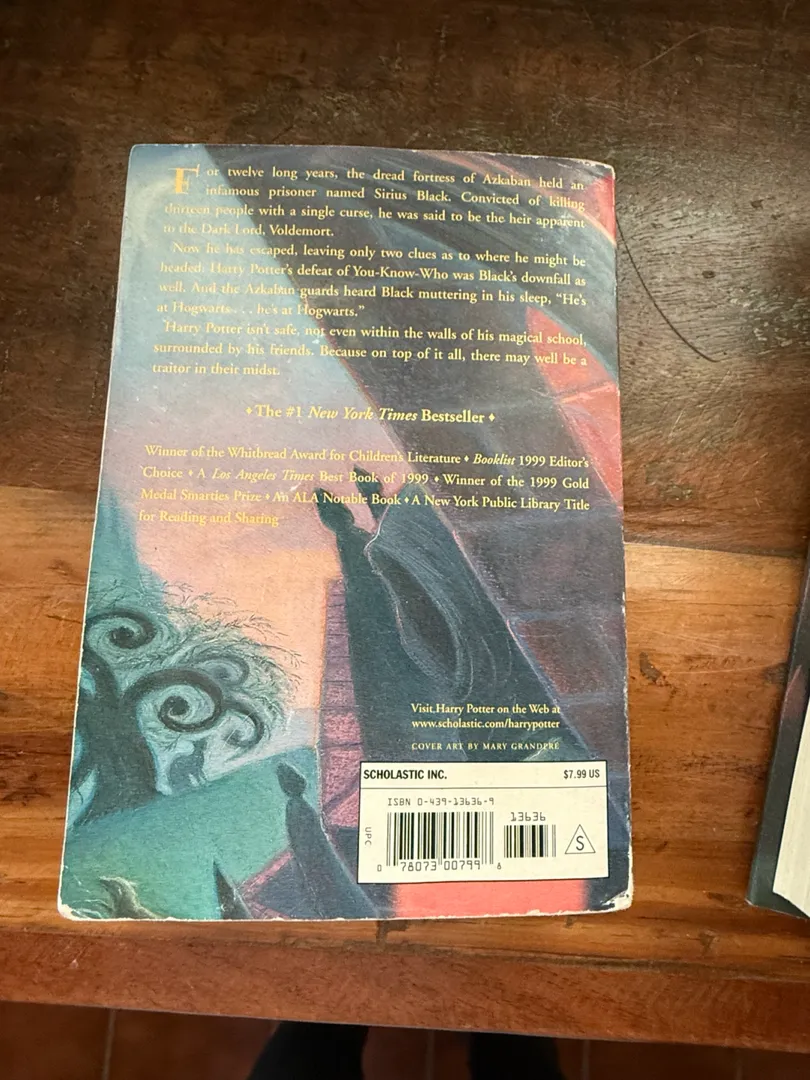 For twelve long years, the dread fortress of Azkaban held an
infamous prisoner named Sirius Black. Convicted of killing
thirteen people with a single curse, he was said to be the heir apparent
to the Dark Lord, Voldemort.
Now he has escaped, leaving only two clues as to where he might be
headed: Harry Potter's defeat of You-Know-Who was Black's downfall as
well. And the Azkaban guards heard Black muttering in his sleep, "He's
at Hogwarts . . . he's at Hogwarts."
Harry Potter isn't safe, not even within the walls of his magical school,
surrounded by his friends. Because on top of it all, there may well be a
traitor in their midst.
♦ The #1 New York Times Bestseller ♦
Winner of the Whitbread Award for Children's Literature ♦ Booklist 1999 Editor's
Choice ♦ A Los Angeles Times Best Book of 1999 ♦ Winner of the 1999 Gold
Medal Smarties Prize ♦ An ALA Notable Book ♦ A New York Public Library Title
for Reading and Sharing
Visit Harry Potter on the Web at
www.scholastic.com/harrypotter
COVER ART BY MARY GRANDPRÉ
SCHOLASTIC INC. $7.99 US
ISBN 0-439-13636-9
13636
UPC
S
0 78073 00799 8